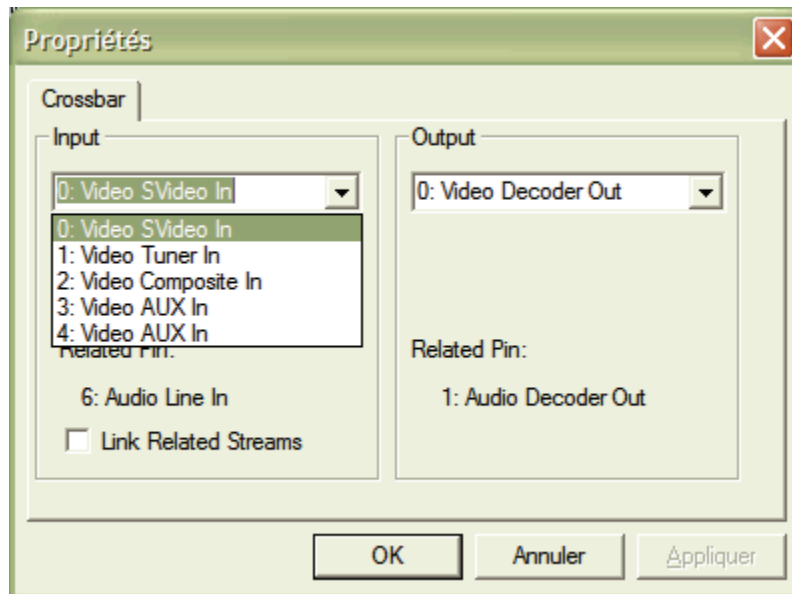 Propriétés
Crossbar
Input
Output
0: Video SVideo In
0: Video Decoder Out
0: Video SVideo In
1: Video Tuner In
2: Video Composite In
3: Video AUX In
4: Video AUX In
Related Pin:
Related Pin:
6: Audio Line In
1: Audio Decoder Out
Link Related Streams
OK
Annuler
Appliquer